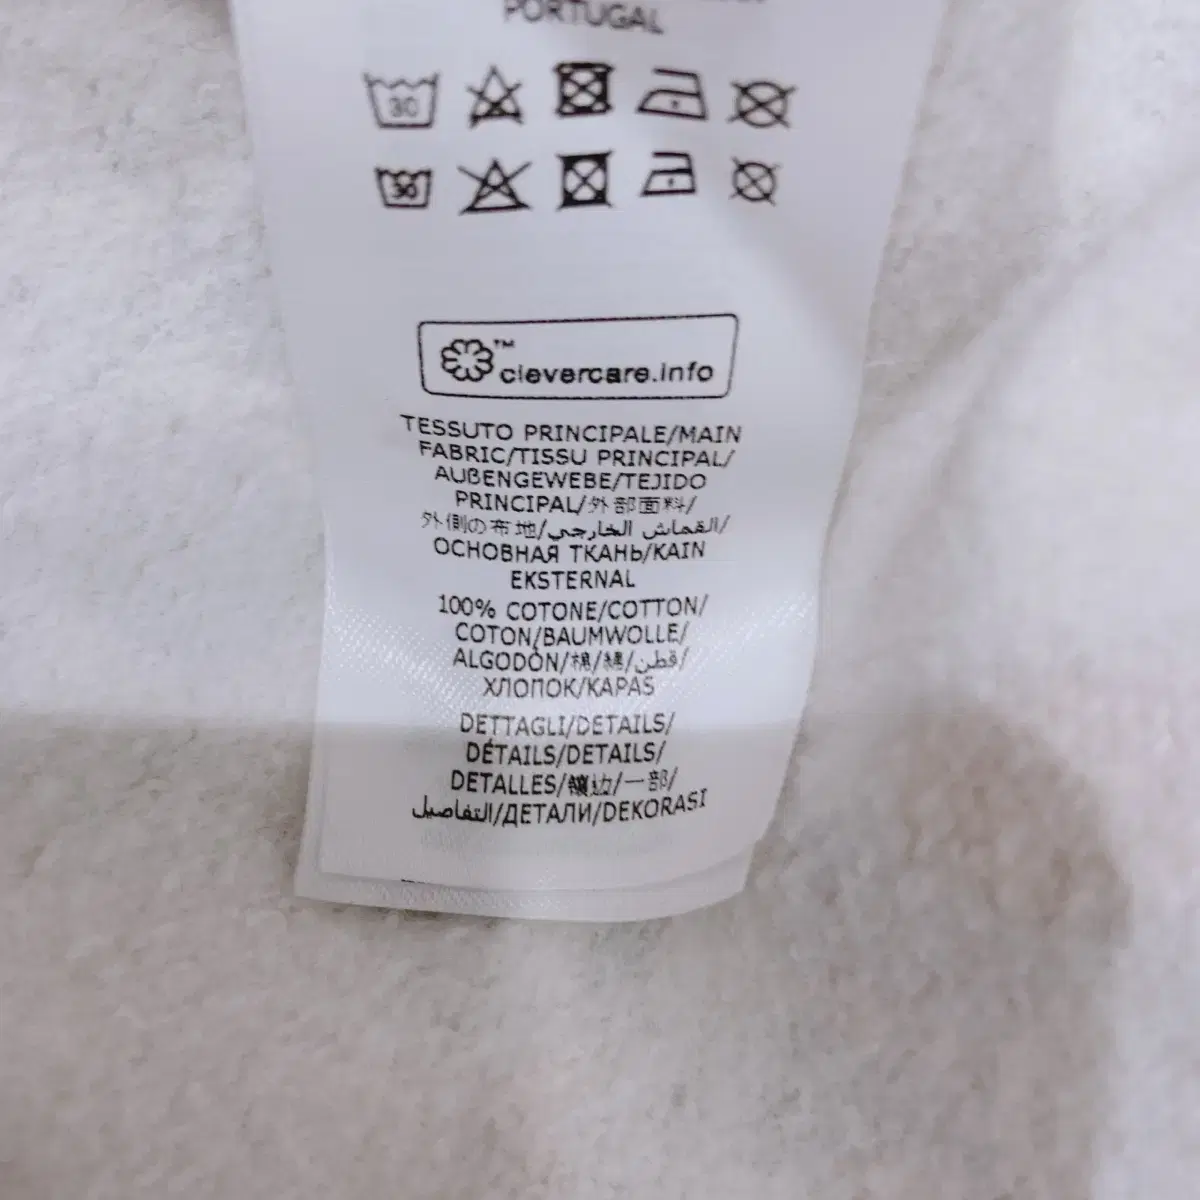 PORTUGAL
30
30
™ clevercare.info
TESSUTO PRINCIPALE/MAIN
FABRIC/TISSU PRINCIPAL/
AUßENGEWEBE/TEJIDO
PRINCIPAL/外部面料/
外側の布地/القماش الخارجي/
ОСНОВНАЯ ТКАНЬ/KAIN
EKSTERNAL
100% COTONE/COTTON/
COTON/BAUMWOLLE/
ALGODÓN/棉/綿/قطن/
ХЛОПОК/KAPAS
DETTAGLI/DETAILS/
DÉTAILS/DETAILS/
DETALLES/镶边/一部/
التفاصيل/ДЕТАЛИ/DEKORASI